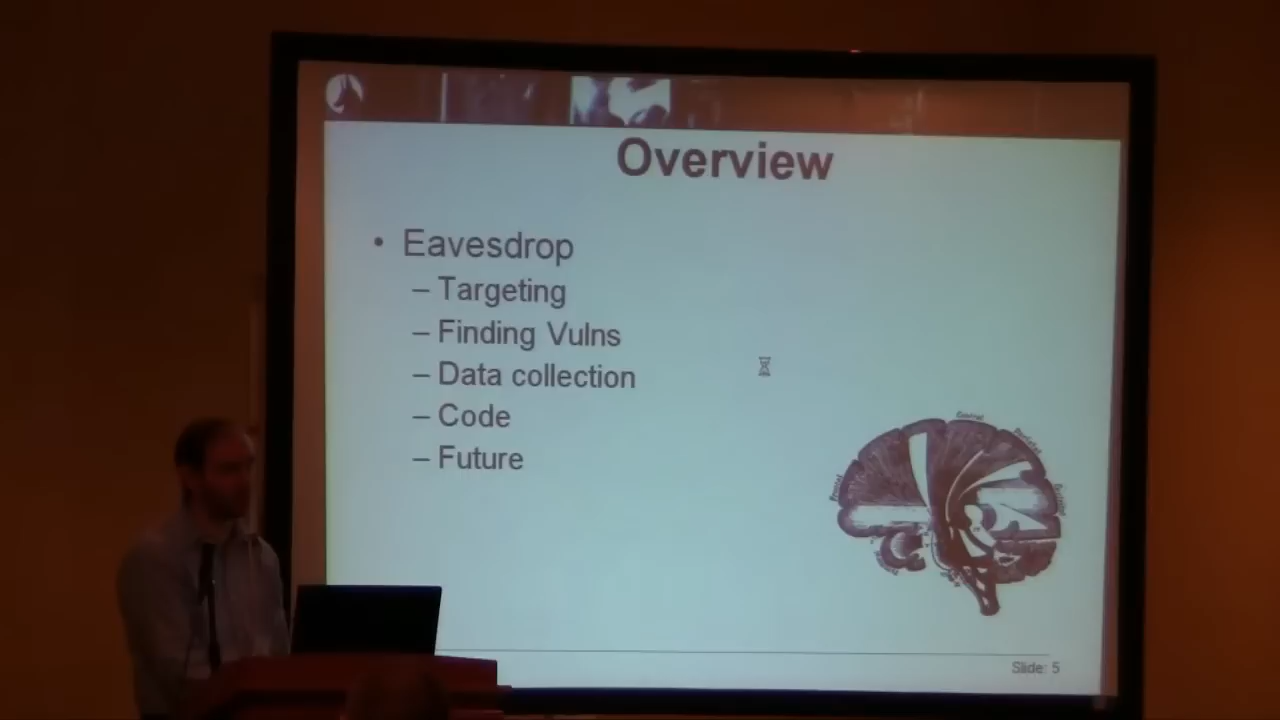 Overview
• Eavesdrop
– Targeting
– Finding Vulns
– Data collection
– Code
– Future
Slide: 5